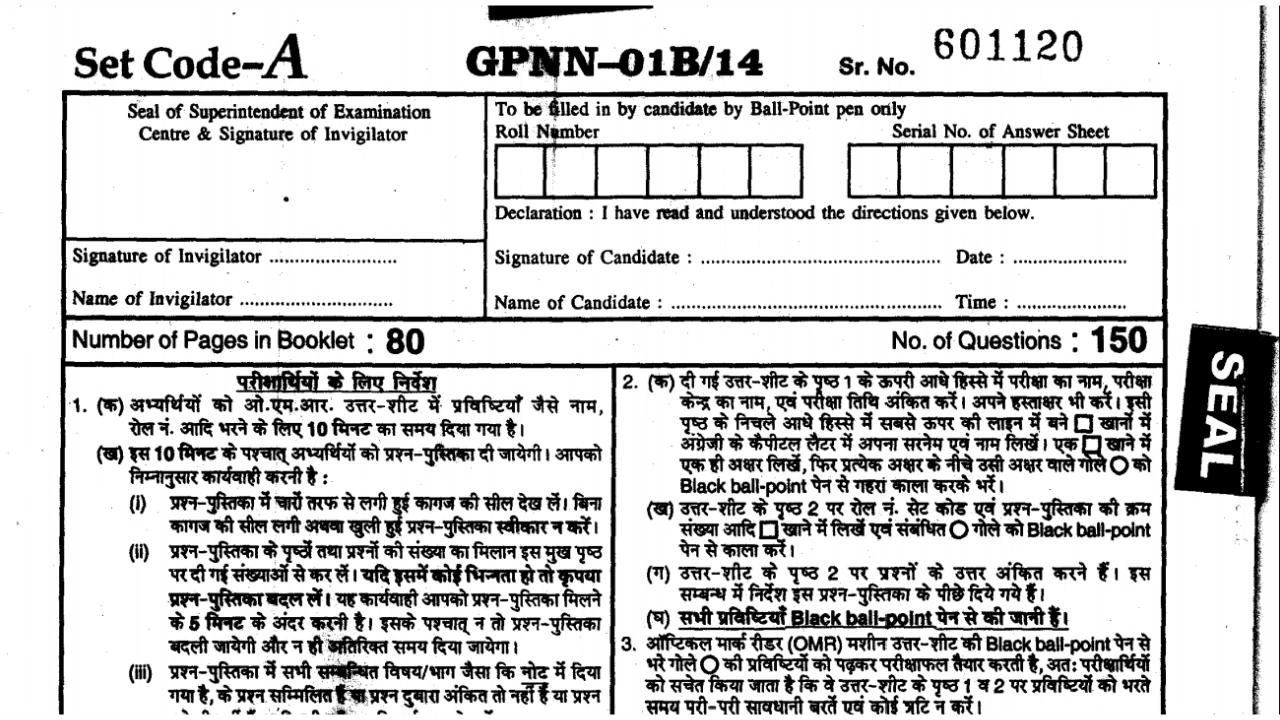 Set Code–A
GPNN–01B/14
Sr. No. 601120
Seal of Superintendent of Examination
Centre & Signature of Invigilator
Signature of Invigilator ........................
Name of Invigilator .............................
To be filled in by candidate by Ball-Point pen only
Roll Number
Serial No. of Answer Sheet
Declaration : I have read and understood the directions given below.
Signature of Candidate : ............................................. Date : .....................
Name of Candidate : ................................................... Time : .....................
Number of Pages in Booklet : 80
No. of Questions : 150
परीक्षार्थियों के लिए निर्देश
1. (क) अभ्यर्थियों को ओ.एम.आर. उत्तर-शीट में प्रविष्टियाँ जैसे नाम,
रोल नं. आदि भरने के लिए 10 मिनट का समय दिया गया है।
(ख) इस 10 मिनट के पश्चात् अभ्यर्थियों को प्रश्न-पुस्तिका दी जायेगी। आपको
निम्नानुसार कार्यवाही करनी है :
(i) प्रश्न-पुस्तिका में चारों तरफ से लगी हुई कागज की सील देख लें। बिना
कागज की सील लगी अथवा खुली हुई प्रश्न-पुस्तिका स्वीकार न करें।
(ii) प्रश्न-पुस्तिका के पृष्ठों तथा प्रश्नों की संख्या का मिलान इस मुख पृष्ठ
पर दी गई संख्याओं से कर लें। यदि इसमें कोई भिन्नता हो तो कृपया
प्रश्न-पुस्तिका बदल लें। यह कार्यवाही आपको प्रश्न-पुस्तिका मिलने
के 5 मिनट के अंदर करनी है। इसके पश्चात् न तो प्रश्न-पुस्तिका
बदली जायेगी और न ही अतिरिक्त समय दिया जायेगा।
(iii) प्रश्न-पुस्तिका में सभी सम्बन्धित विषय/भाग जैसा कि नोट में दिया
गया है, के प्रश्न सम्मिलित हैं या प्रश्न दुबारा अंकित तो नहीं हैं या प्रश्न
2. (क) दी गई उत्तर-शीट के पृष्ठ 1 के ऊपरी आधे हिस्से में परीक्षा का नाम, परीक्षा
केन्द्र का नाम, एवं परीक्षा तिथि अंकित करें। अपने हस्ताक्षर भी करें। इसी
पृष्ठ के निचले आधे हिस्से में सबसे ऊपर की लाइन में बने □ खानों में
अंग्रेजी के कैपीटल लैटर में अपना सरनेम एवं नाम लिखें। एक □ खाने में
एक ही अक्षर लिखें, फिर प्रत्येक अक्षर के नीचे उसी अक्षर वाले गोले ○ को
Black ball-point पेन से गहरा काला करके भरें।
(ख) उत्तर-शीट के पृष्ठ 2 पर रोल नं. सेट कोड एवं प्रश्न-पुस्तिका की क्रम
संख्या आदि □ खाने में लिखें एवं संबंधित ○ गोले को Black ball-point
पेन से काला करें।
(ग) उत्तर-शीट के पृष्ठ 2 पर प्रश्नों के उत्तर अंकित करने हैं। इस
सम्बन्ध में निर्देश इस प्रश्न-पुस्तिका के पीछे दिये गये हैं।
(घ) सभी प्रविष्टियाँ Black ball-point पेन से की जानी हैं।
3. ऑप्टिकल मार्क रीडर (OMR) मशीन उत्तर-शीट की Black ball-point पेन से
भरे गोले ○ की प्रविष्टियों को पढ़कर परीक्षाफल तैयार करती है, अतः परीक्षार्थियों
को सचेत किया जाता है कि वे उत्तर-शीट के पृष्ठ 1 व 2 पर प्रविष्टियों को भरते
समय पूरी-पूरी सावधानी बरतें एवं कोई त्रुटि न करें।
SEAL